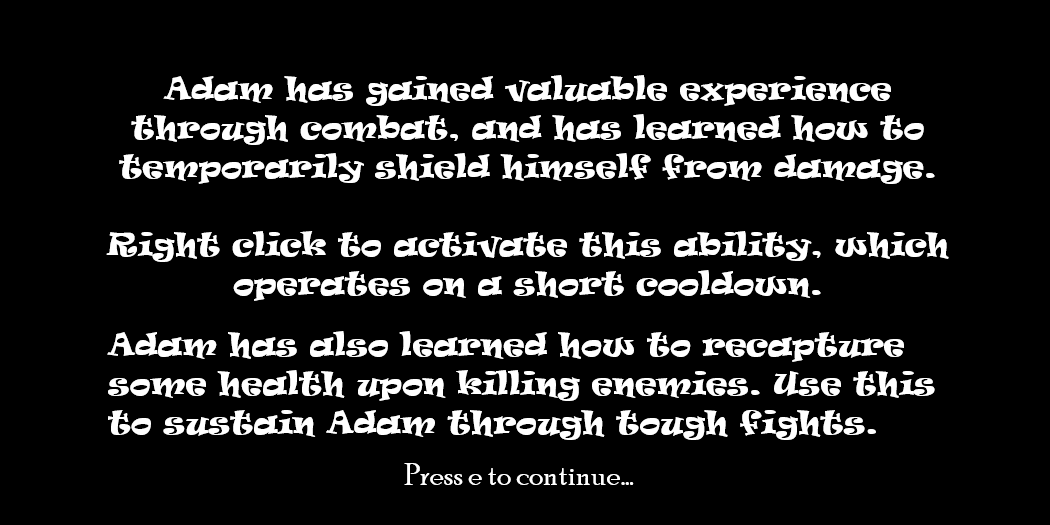 Adam has gained valuable experience
through combat, and has learned how to
temporarily shield himself from damage.
Right click to activate this ability, which
operates on a short cooldown.
Adam has also learned how to recapture
some health upon killing enemies. Use this
to sustain Adam through tough fights.
Press e to continue...